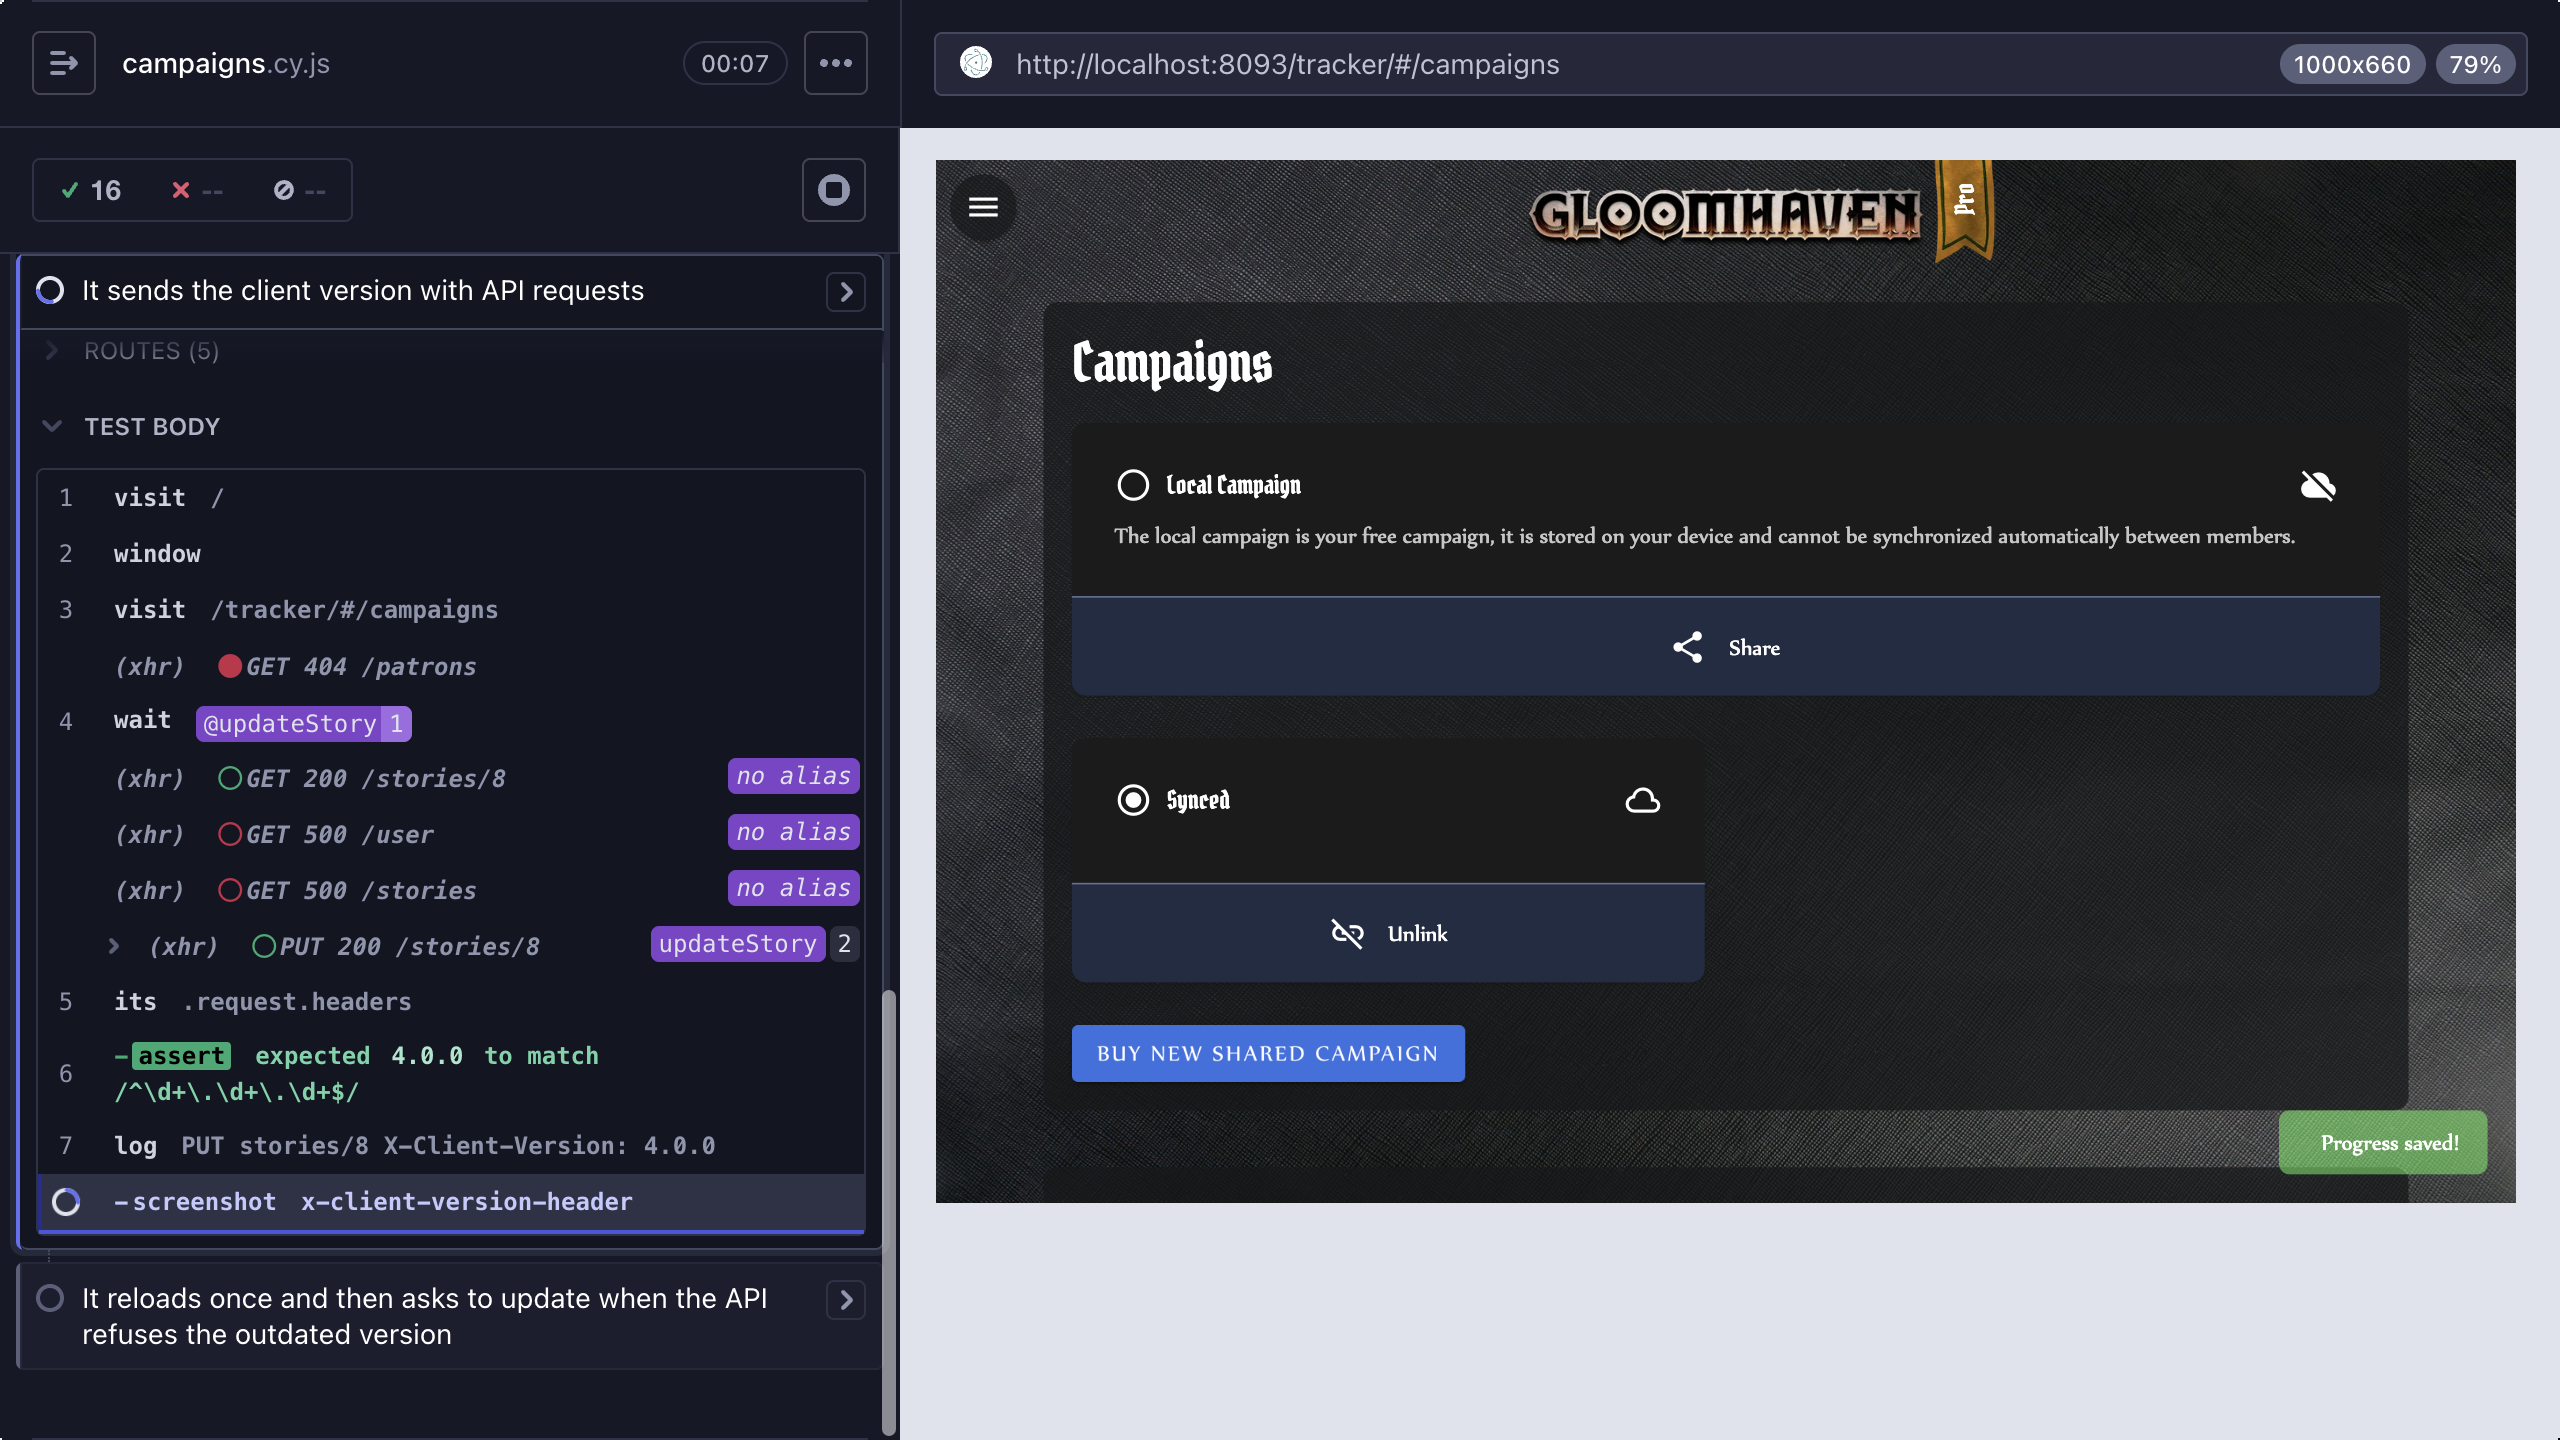 campaigns.cy.js
00:07
16
--
--
It sends the client version with API requests
ROUTES (5)
TEST BODY
1 visit /
2 window
3 visit /tracker/#/campaigns
(xhr) GET 404 /patrons
4 wait @updateStory 1
(xhr) GET 200 /stories/8 no alias
(xhr) GET 500 /user no alias
(xhr) GET 500 /stories no alias
(xhr) PUT 200 /stories/8 updateStory 2
5 its .request.headers
6 -assert expected 4.0.0 to match
/^\d+\.\d+\.\d+$/
7 log PUT stories/8 X-Client-Version: 4.0.0
-screenshot x-client-version-header
It reloads once and then asks to update when the API
refuses the outdated version
http://localhost:8093/tracker/#/campaigns
1000x660
79%
GLOOMHAVEN
Pro
Campaigns
Local Campaign
The local campaign is your free campaign, it is stored on your device and cannot be synchronized automatically between members.
Share
Synced
Unlink
BUY NEW SHARED CAMPAIGN
Progress saved!